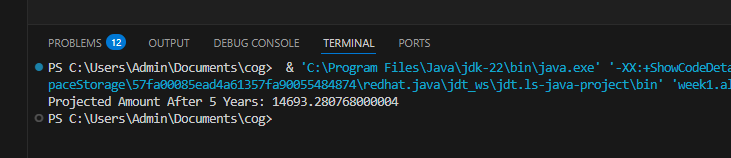 PROBLEMS 12 OUTPUT DEBUG CONSOLE TERMINAL PORTS
PS C:\Users\Admin\Documents\cog> & 'C:\Program Files\Java\jdk-22\bin\java.exe' '-XX:+ShowCodeDeta
paceStorage\57fa00085ead4a61357fa90055484874\redhat.java\jdt_ws\jdt.ls-java-project\bin' 'week1.al
Projected Amount After 5 Years: 14693.280768000004
PS C:\Users\Admin\Documents\cog>